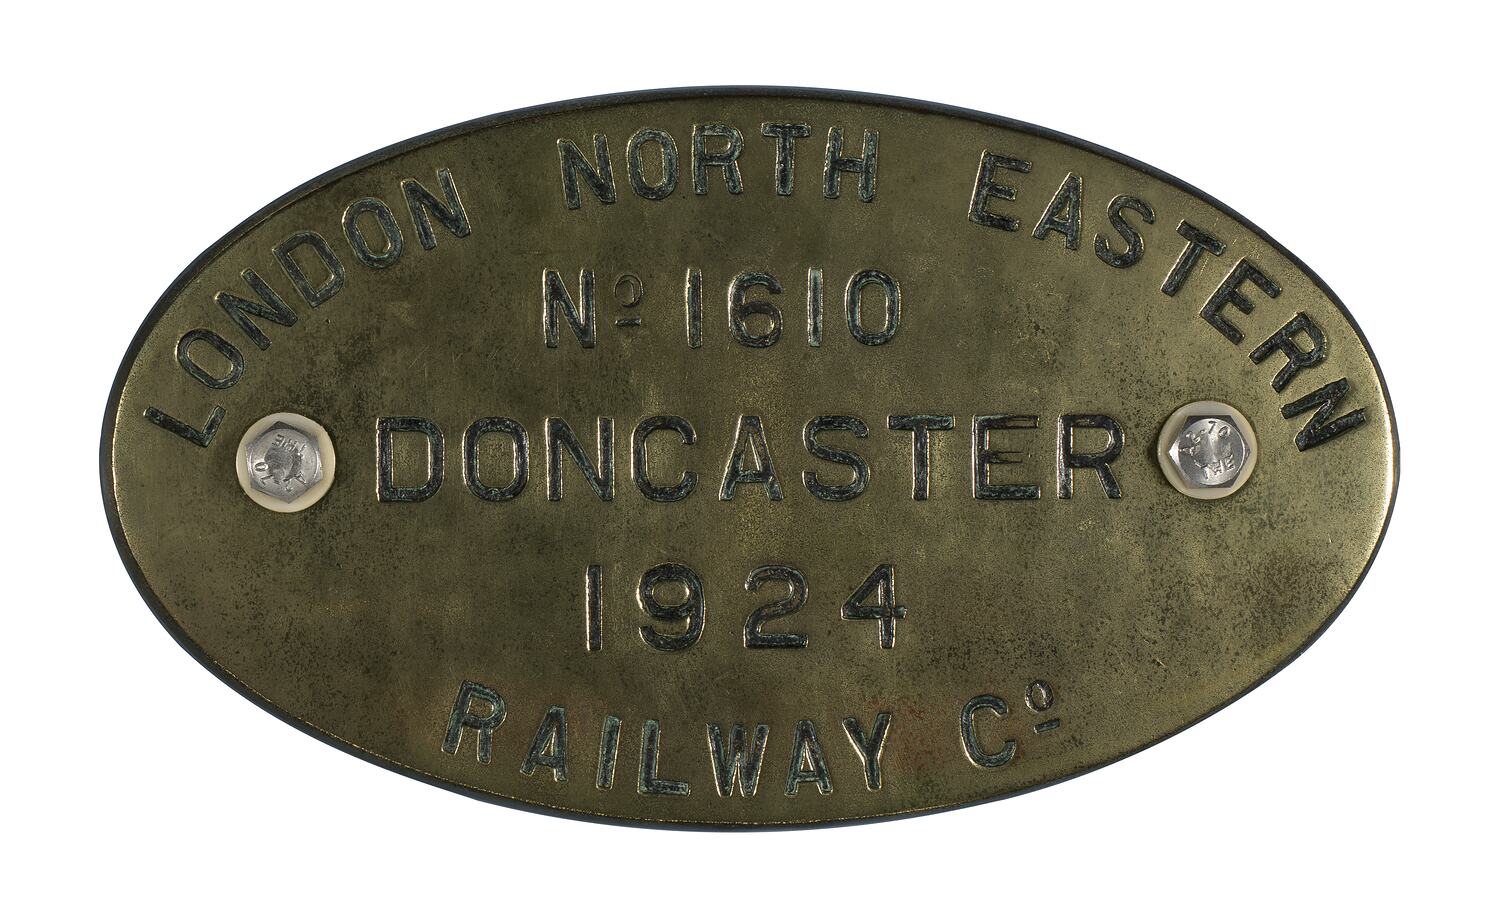 LONDON NORTH EASTERN
Nº 1610
DONCASTER
1924
RAILWAY Cº